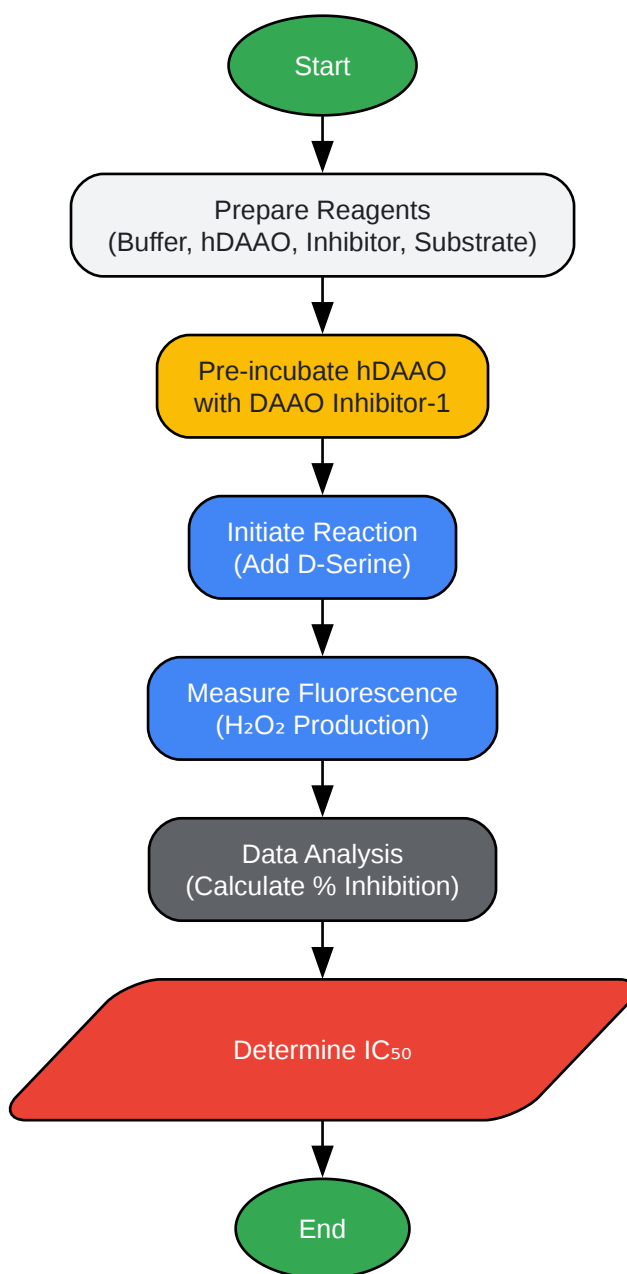 Start
Prepare Reagents
(Buffer, hDAAO, Inhibitor, Substrate)
Pre-incubate hDAAO
with DAAO Inhibitor-1
Initiate Reaction
(Add D-Serine)
Measure Fluorescence
(H₂O₂ Production)
Data Analysis
(Calculate % Inhibition)
Determine IC₅₀
End